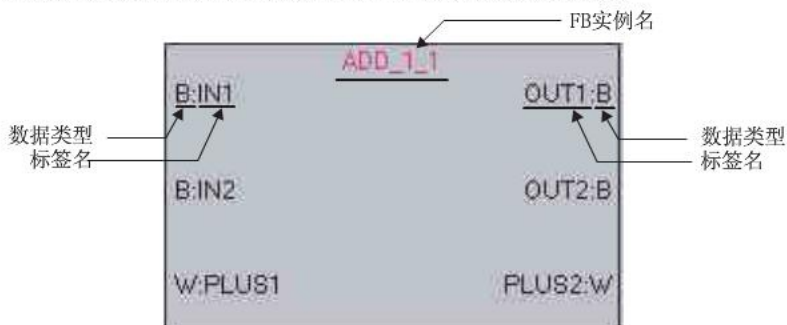 FB实例名
ADD_1_1
B:IN1
OUT1:B
数据类型
标签名
数据类型
标签名
B:IN2
OUT2:B
W:PLUS1
PLUS2:W